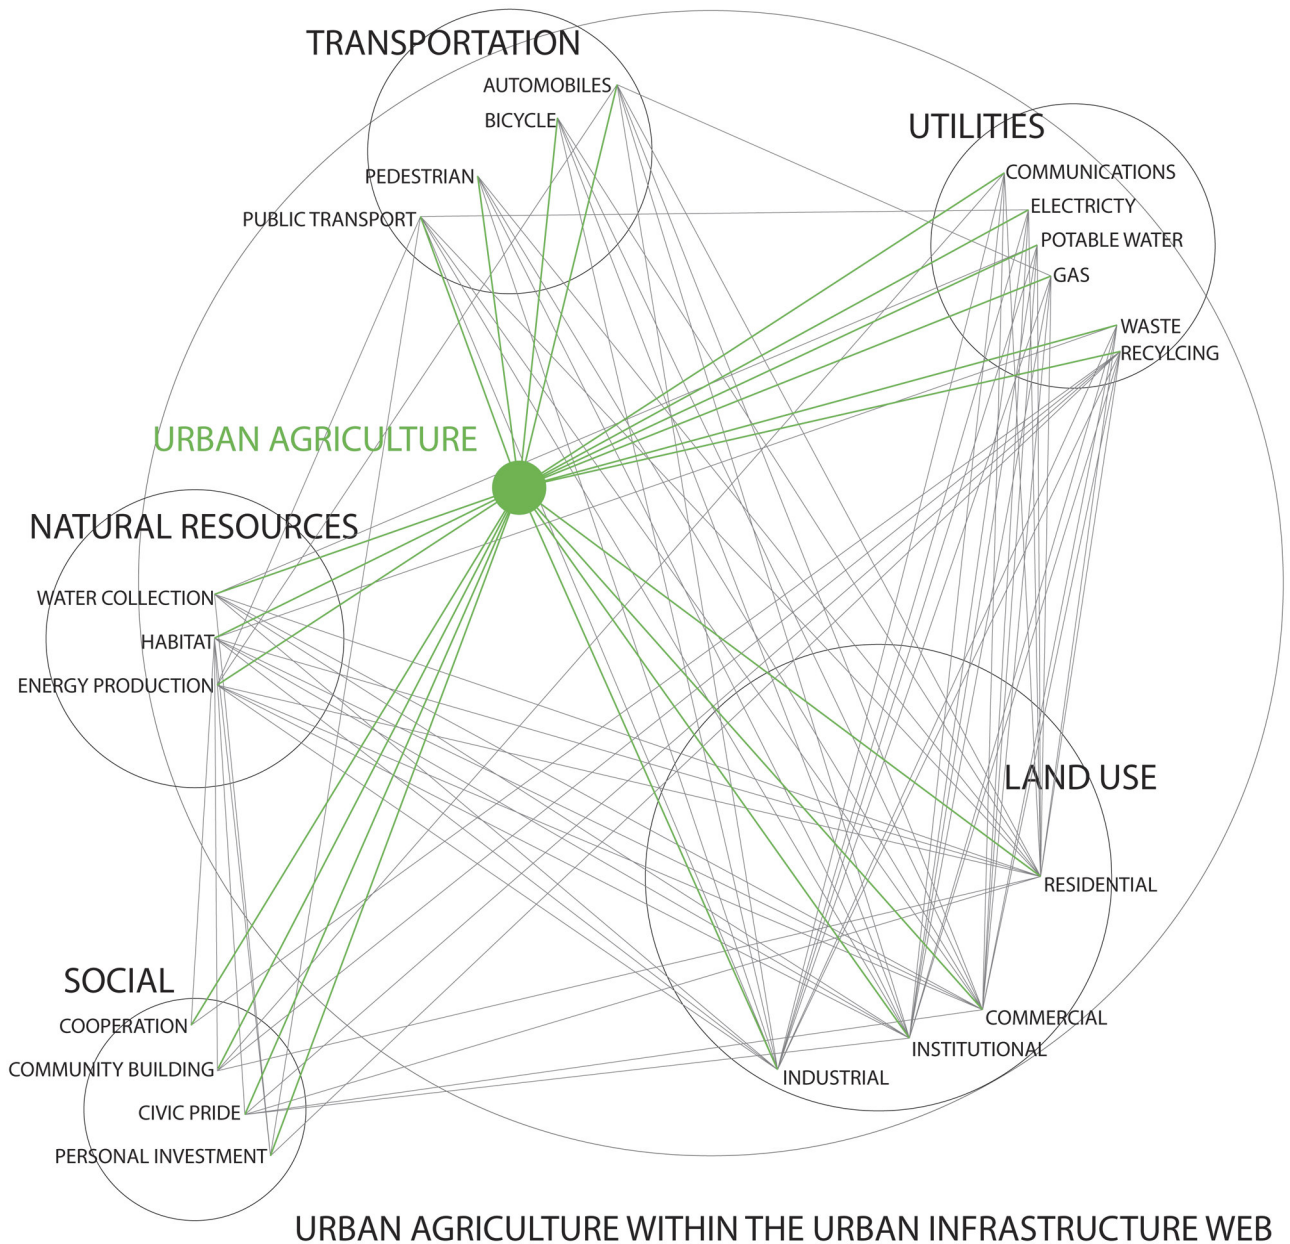 TRANSPORTATION
AUTOMOBILES
BICYCLE
PEDESTRIAN
PUBLIC TRANSPORT
UTILITIES
COMMUNICATIONS
ELECTRICTY
POTABLE WATER
GAS
WASTE
RECYLCING
URBAN AGRICULTURE
NATURAL RESOURCES
WATER COLLECTION
HABITAT
ENERGY PRODUCTION
LAND USE
RESIDENTIAL
COMMERCIAL
INSTITUTIONAL
INDUSTRIAL
SOCIAL
COOPERATION
COMMUNITY BUILDING
CIVIC PRIDE
PERSONAL INVESTMENT
URBAN AGRICULTURE WITHIN THE URBAN INFRASTRUCTURE WEB